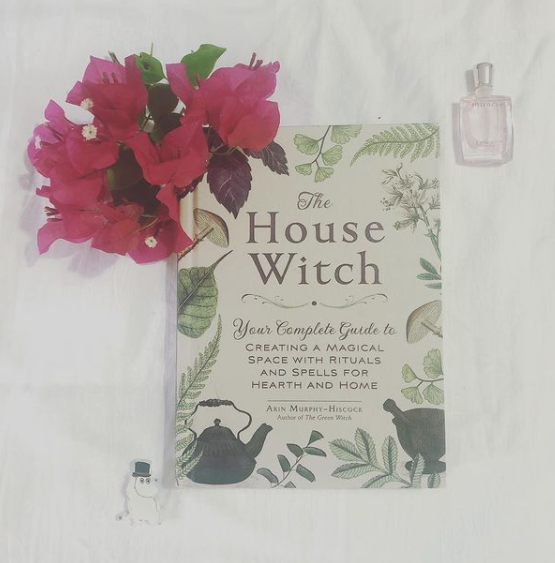 miracle
The
House
Witch
Your Complete Guide to
Creating a Magical
Space with Rituals
and Spells for
Hearth and Home
Arin Murphy-Hiscock
Author of The Green Witch